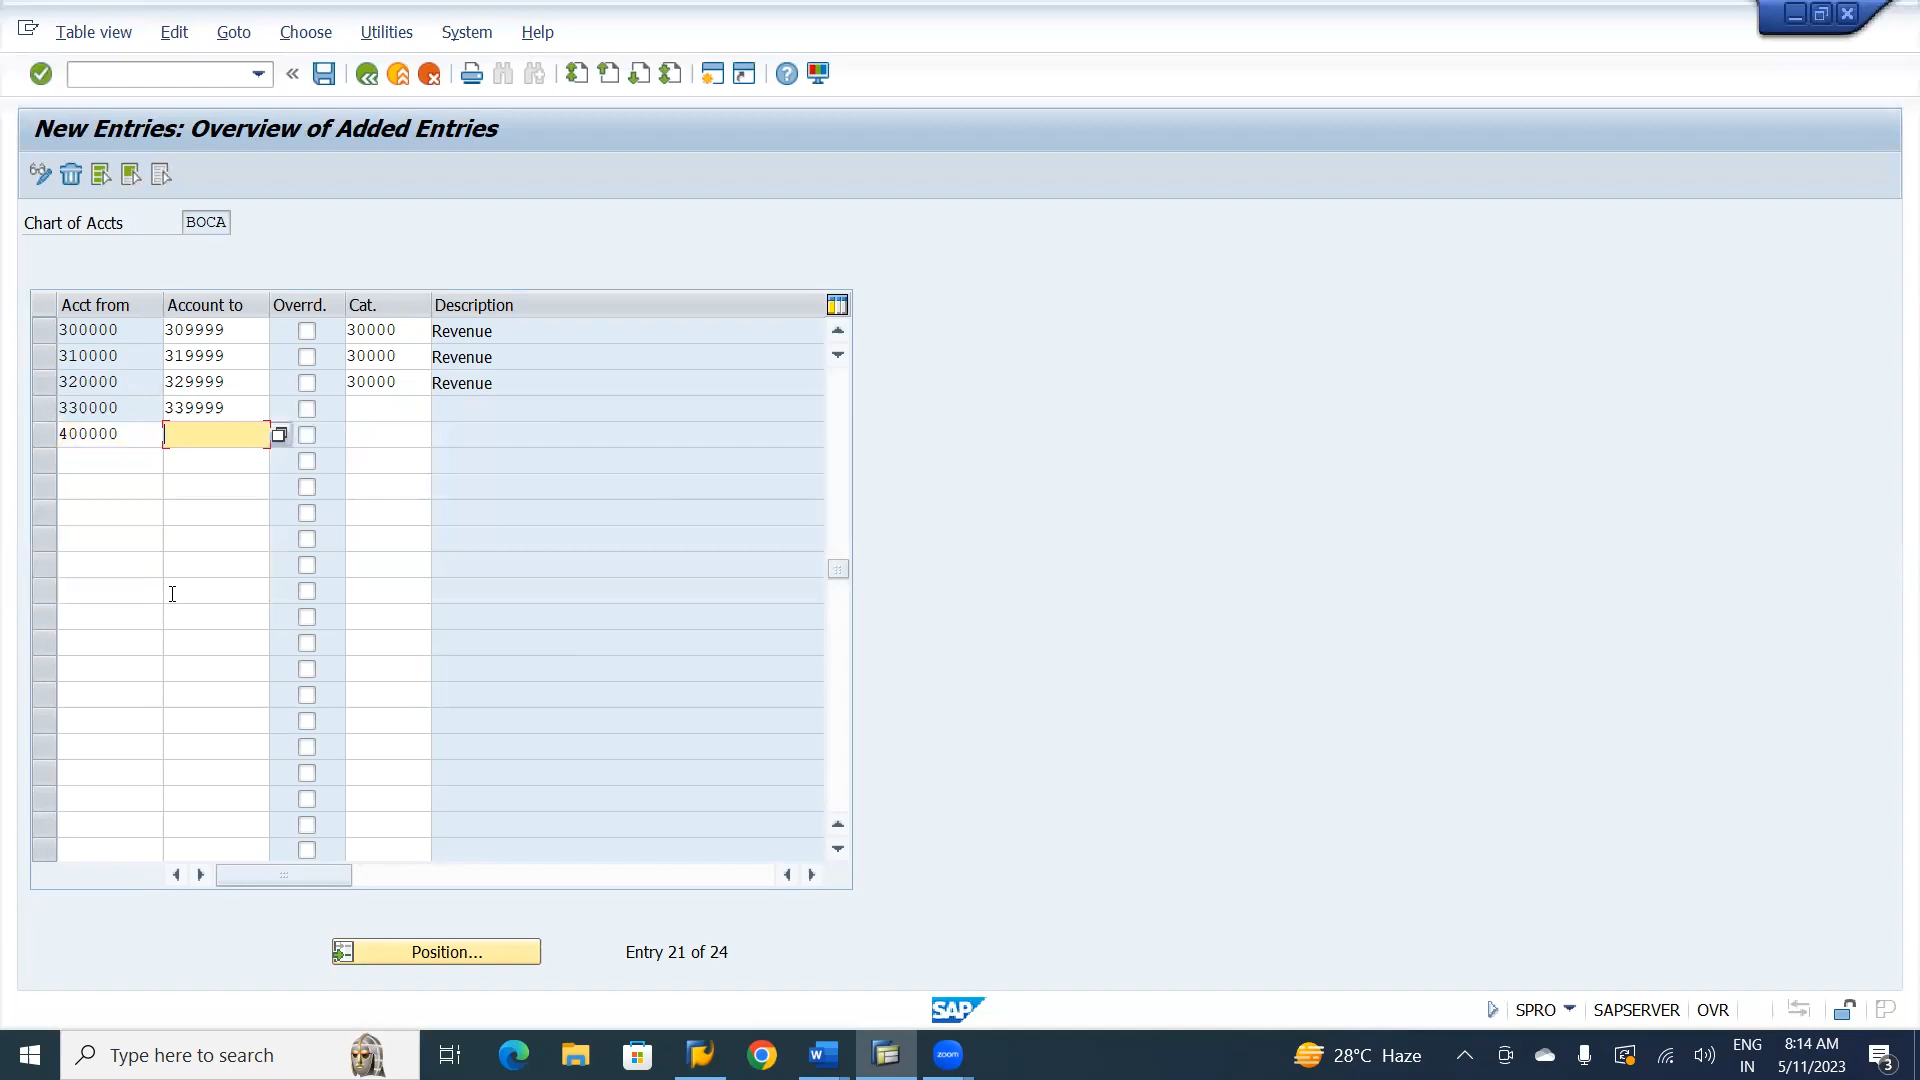 Table view Edit Goto Choose Utilities System Help
New Entries: Overview of Added Entries
Chart of Accts BOCA
Acct from Account to Overrd. Cat. Description
300000 309999 30000 Revenue
310000 319999 30000 Revenue
320000 329999 30000 Revenue
330000 339999
400000
Position... Entry 21 of 24
SAP SPRO SAPSERVER OVR
Type here to search zoom 28°C Haze ENG 8:14 AM
IN 5/11/2023 3